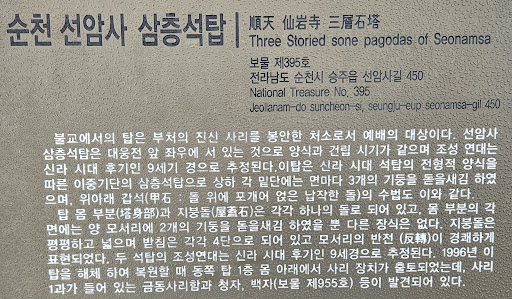 순천 선암사 삼층석탑
順天 仙岩寺 三層石塔
Three Storied sone pagodas of Seonamsa
보물 제395호
전라남도 순천시 승주읍 선암사길 450
National Treasure No. 395
Jeollanam-do suncheon-si, seungju-eup seonamsa-gil 450
불교에서의 탑은 부처의 진신 사리를 봉안한 처소로서 예배의 대상이다. 선암사
삼층석탑은 대웅전 앞 좌우에 서 있는 것으로 양식과 건립 시기가 같으며 조성 연대는
신라 시대 후기인 9세기 경으로 추정된다.이탑은 신라 시대 석탑의 전형적 양식을
따른 이중기단의 삼층석탑으로 상하 각 밑단에는 면마다 3개의 기둥을 돋을새김 하였
으며, 위아래 갑석(甲石 : 돌 위에 포개어 얹은 납작한 돌)의 수법도 이와 같다.
탑 몸 부분(塔身部)과 지붕돌(屋蓋石)은 각각 하나의 돌로 되어 있고, 몸 부분의 각
면에는 양 모서리에 2개의 기둥을 돋을새김 하였을 뿐 다른 장식은 없다. 지붕돌은
평평하고 넓으며 받침은 각각 4단으로 되어 있고 모서리의 반전 (反轉)이 경쾌하게
표현되었다. 두 석탑의 조성연대는 신라 시대 후기인 9세경으로 추정된다. 1996년 이
탑을 해체 하여 복원할 때 동쪽 탑 1층 몸 아래에서 사리 장치가 출토되었는데, 사리
1과가 들어 있는 금동사리함과 청자, 백자(보물 제955호) 등이 발견되어 있다.